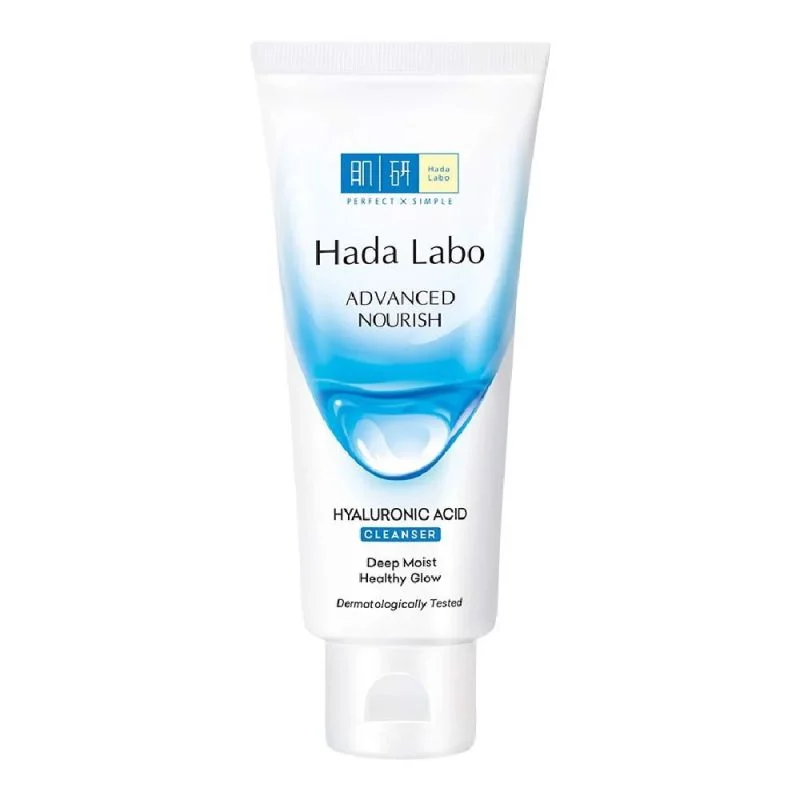 肌研 Hada
Labo
PERFECT × SIMPLE
Hada Labo
ADVANCED
NOURISH
HYALURONIC ACID
CLEANSER
Deep Moist
Healthy Glow
Dermatologically Tested